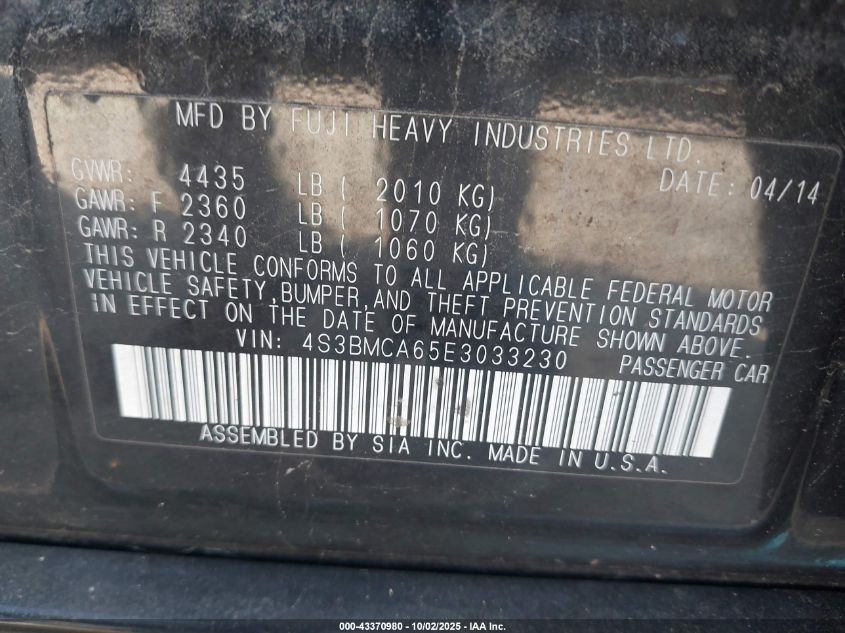 MFD BY FUJI HEAVY INDUSTRIES LTD.
GVWR: 4435 LB ( 2010 KG) DATE: 04/14
GAWR: F 2360 LB ( 1070 KG)
GAWR: R 2340 LB ( 1060 KG)
THIS VEHICLE CONFORMS TO ALL APPLICABLE FEDERAL MOTOR
VEHICLE SAFETY,BUMPER,AND THEFT PREVENTION STANDARDS
IN EFFECT ON THE DATE OF MANUFACTURE SHOWN ABOVE.
VIN: 4S3BMCA65E3033230 PASSENGER CAR
ASSEMBLED BY SIA INC. MADE IN U.S.A.
000-43370980 - 10/02/2025 - IAA Inc.